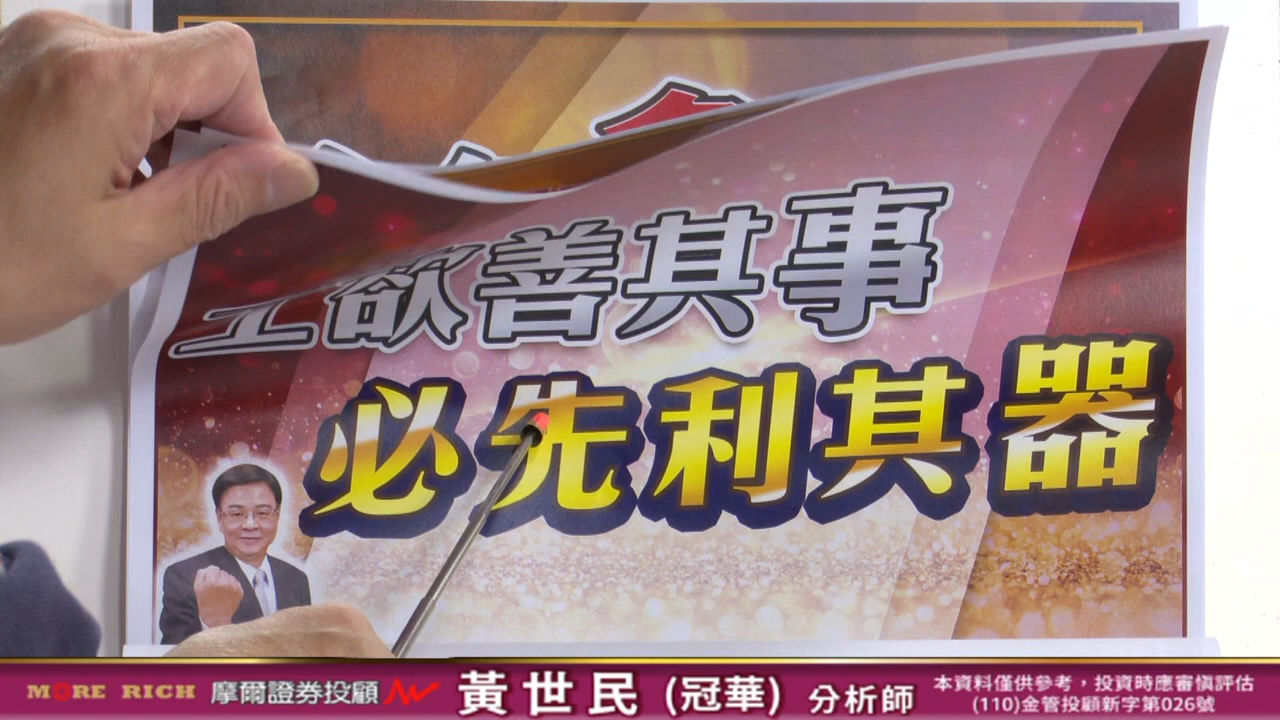 工欲善其事
必先利其器
MORE RICH 摩爾證券投顧 黃世民 (冠華) 分析師
本資料僅供參考，投資時應審慎評估
(110)金管投顧新字第026號